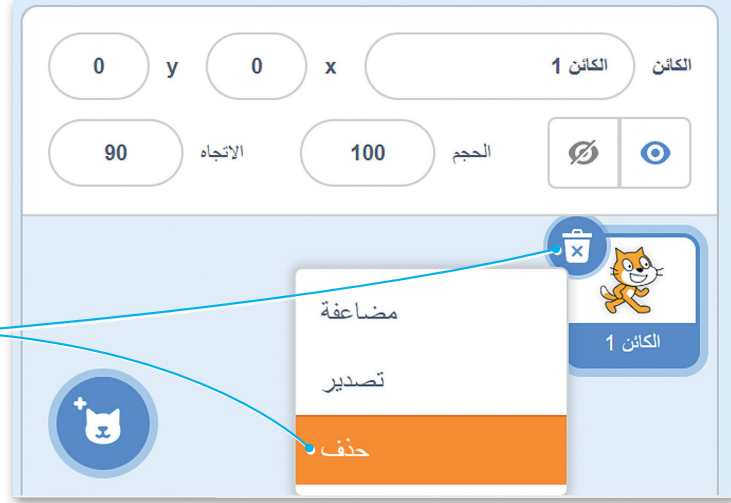 الكائن الكائن 1 x 0 y 0
الحجم 100 الاتجاه 90
الكائن 1
مضاعفة
تصدير
حذف